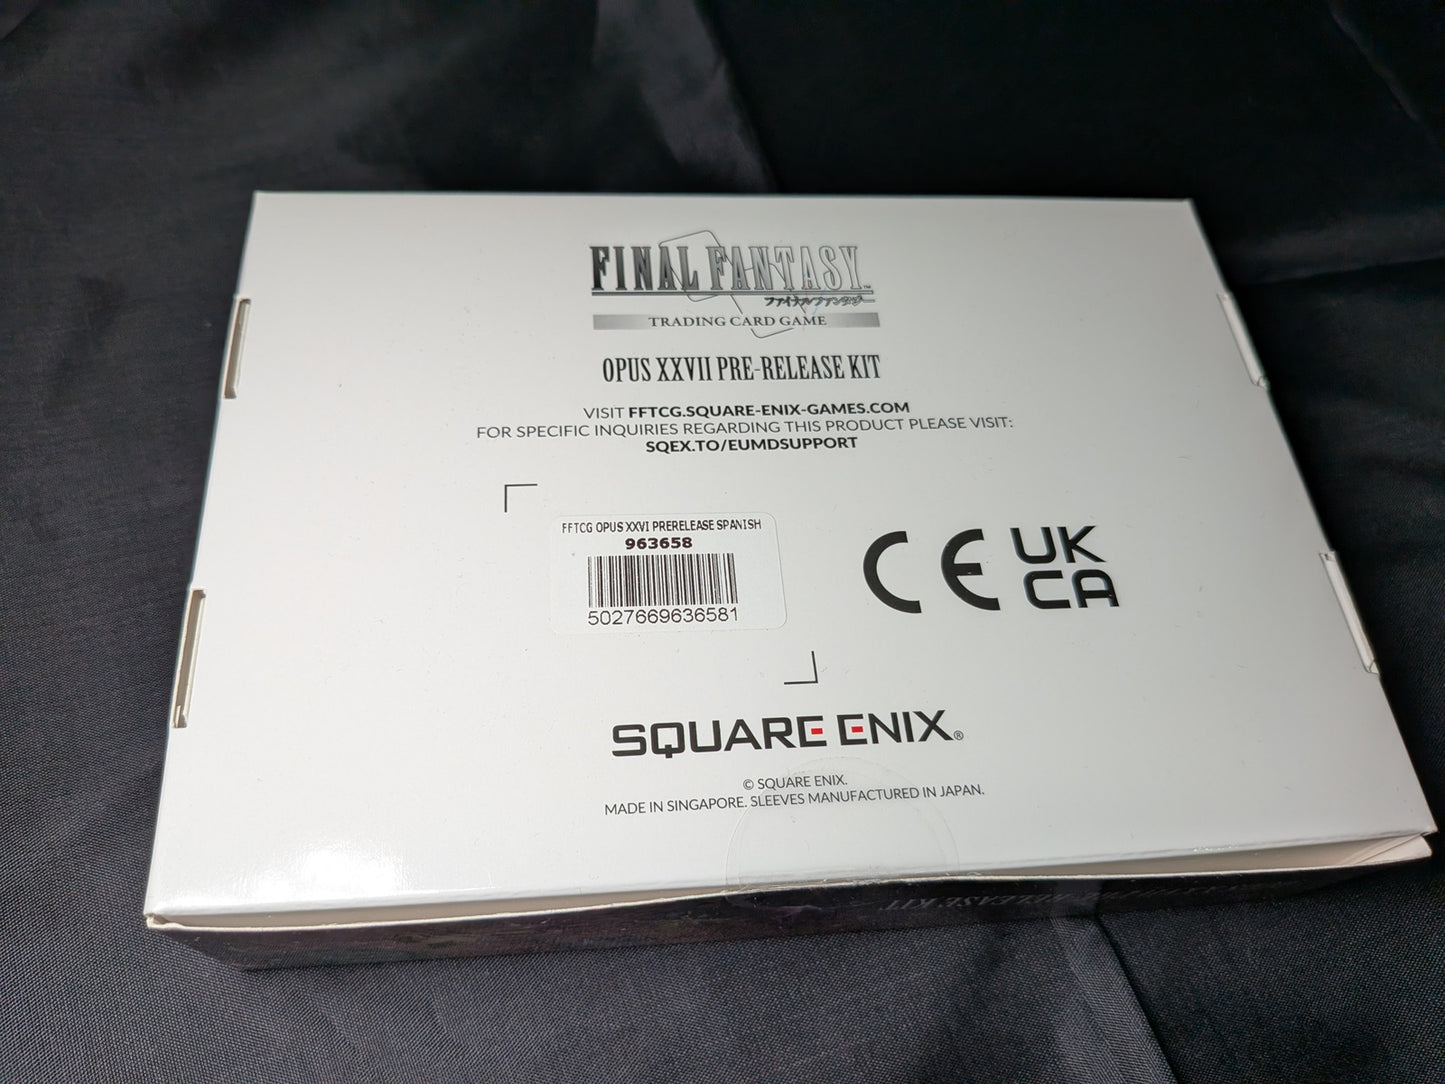 FINAL FANTASY™
ファイナルファンタジー
TRADING CARD GAME
OPUS XXVII PRE-RELEASE KIT
VISIT FFTCG.SQUARE-ENIX-GAMES.COM
FOR SPECIFIC INQUIRIES REGARDING THIS PRODUCT PLEASE VISIT:
SQEX.TO/EUMDSUPPORT
FFTCG OPUS XXVI PRERELEASE SPANISH
963658
5027669636581
CE
UK
CA
SQUARE ENIX®
© SQUARE ENIX.
MADE IN SINGAPORE. SLEEVES MANUFACTURED IN JAPAN.
RELEASE KIT